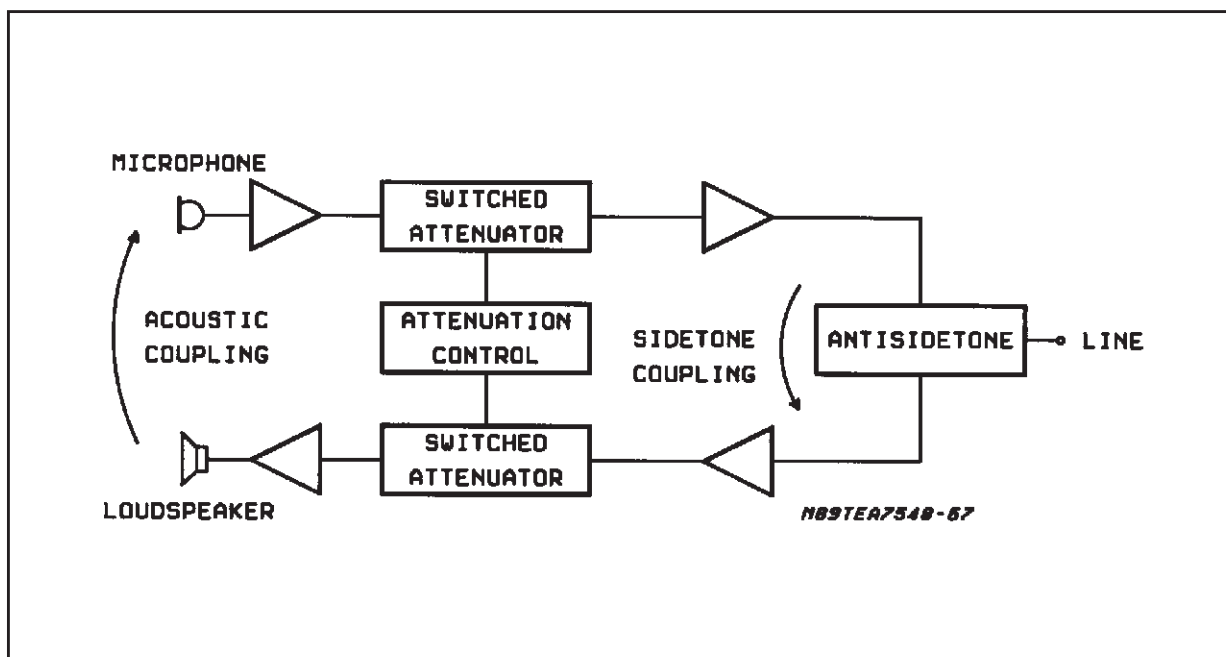 MICROPHONE
SWITCHED
ATTENUATOR
ACOUSTIC
COUPLING
ATTENUATION
CONTROL
SIDETONE
COUPLING
ANTISIDETONE
LINE
SWITCHED
ATTENUATOR
LOUDSPEAKER
M89TEA7540-67